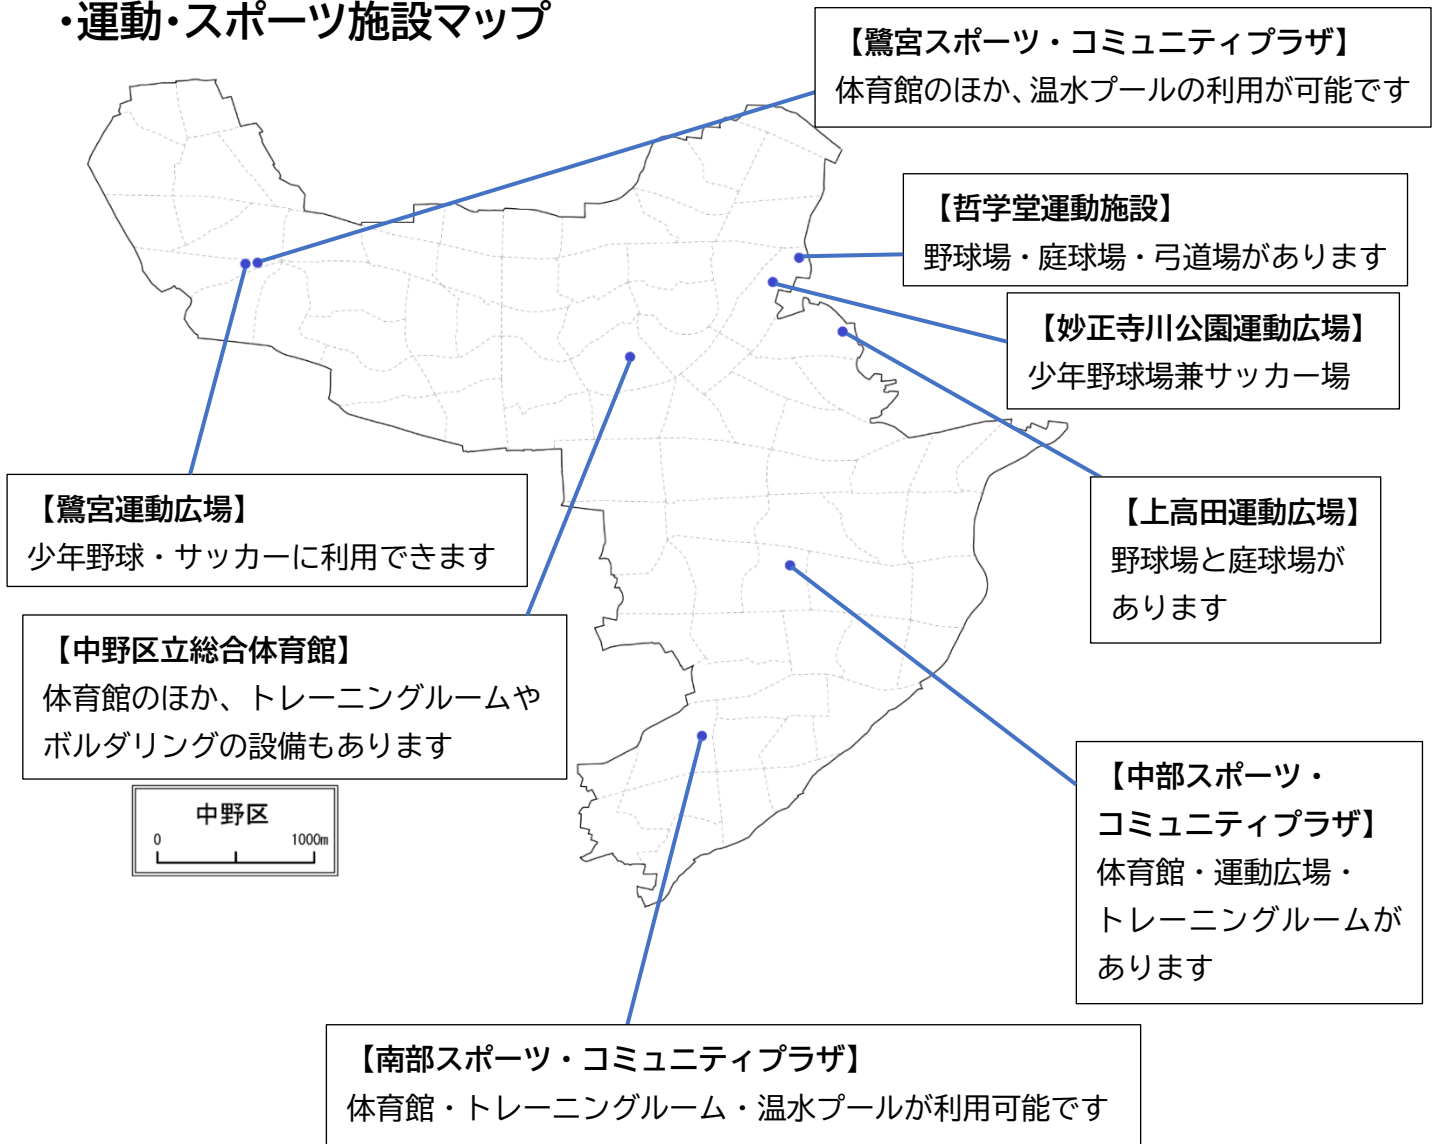 ・運動・スポーツ施設マップ
【鷺宮スポーツ・コミュニティプラザ】
体育館のほか、温水プールの利用が可能です
【哲学堂運動施設】
野球場・庭球場・弓道場があります
【妙正寺川公園運動広場】
少年野球場兼サッカー場
【鷺宮運動広場】
少年野球・サッカーに利用できます
【上高田運動広場】
野球場と庭球場が
あります
【中野区立総合体育館】
体育館のほか、トレーニングルームや
ボルダリングの設備もあります
中野区
0 1000m
【中部スポーツ・
コミュニティプラザ】
体育館・運動広場・
トレーニングルームが
あります
【南部スポーツ・コミュニティプラザ】
体育館・トレーニングルーム・温水プールが利用可能です